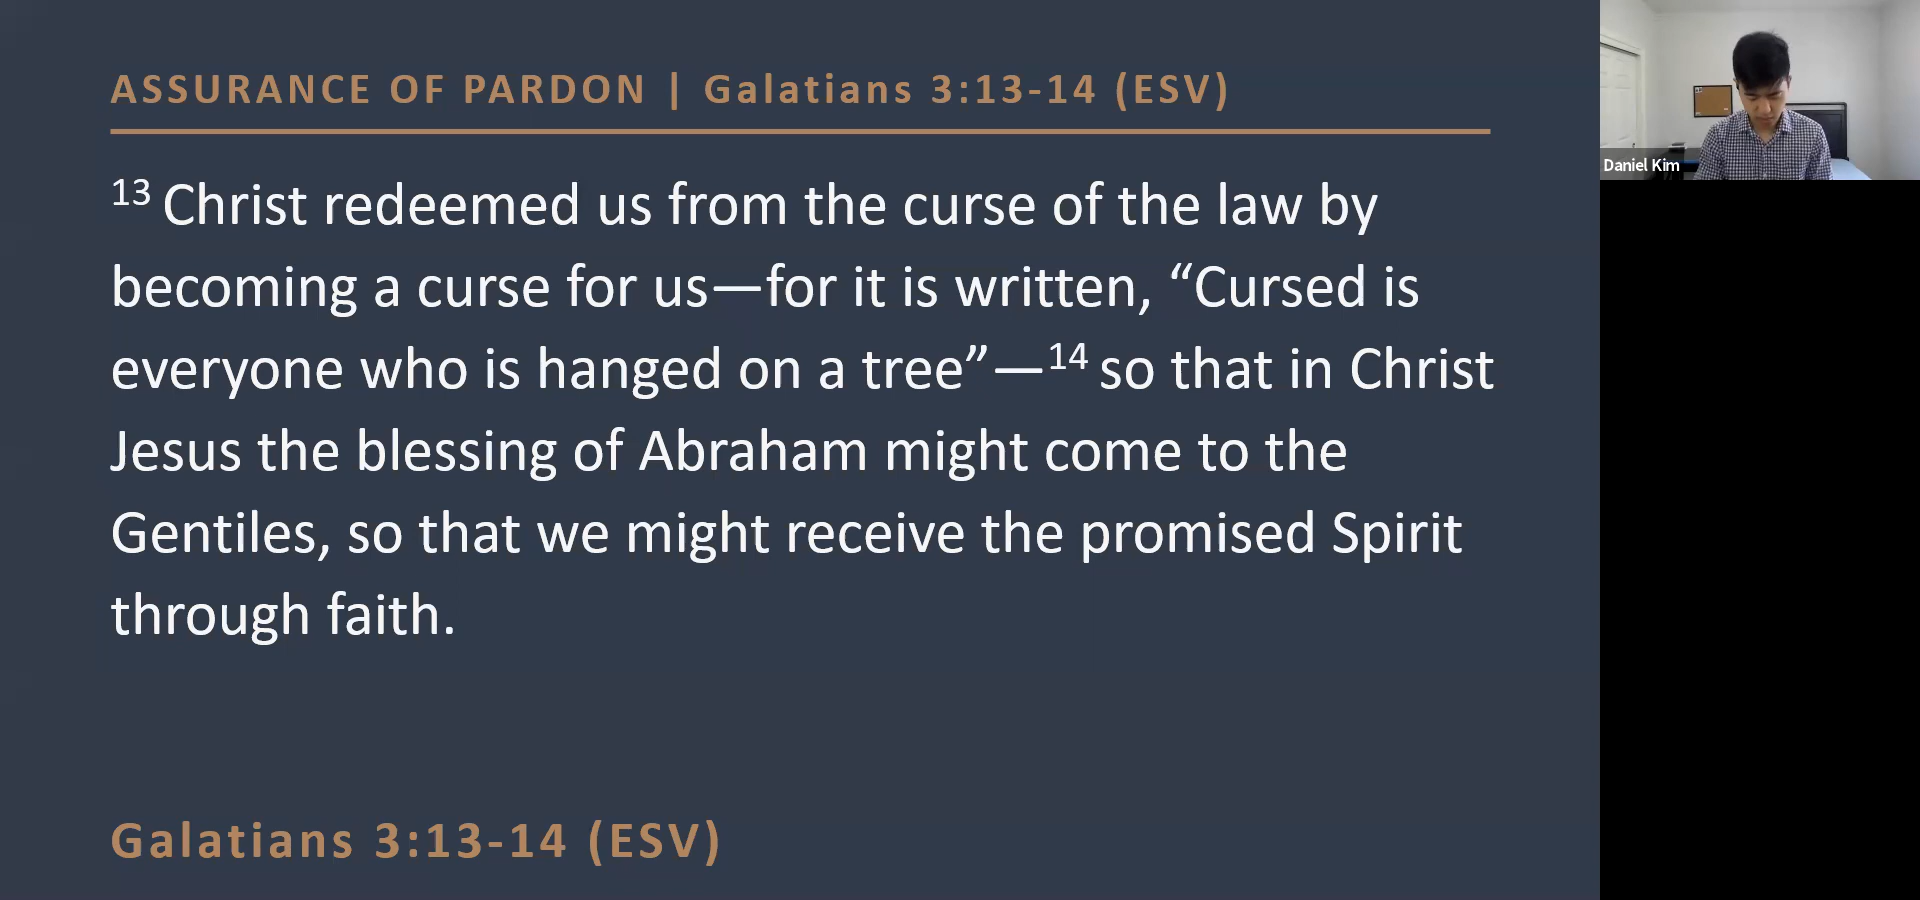 ASSURANCE OF PARDON | Galatians 3:13-14 (ESV)
13 Christ redeemed us from the curse of the law by
becoming a curse for us—for it is written, “Cursed is
everyone who is hanged on a tree”—14 so that in Christ
Jesus the blessing of Abraham might come to the
Gentiles, so that we might receive the promised Spirit
through faith.
Galatians 3:13-14 (ESV)
Daniel Kim